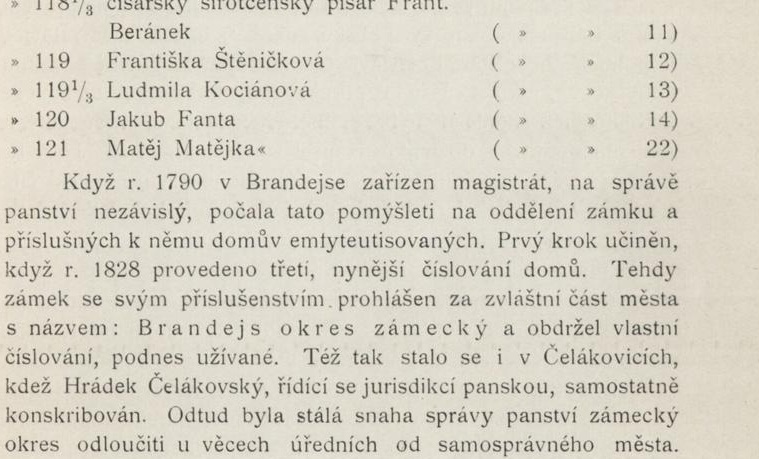 » 118¹/₃ císařský sirotčenský písař Frant.
Beránek ( » » 11)
» 119 Františka Štěničková ( » » 12)
» 119¹/₃ Ludmila Kociánová ( » » 13)
» 120 Jakub Fanta ( » » 14)
» 121 Matěj Matějka« ( » » 22)
Když r. 1790 v Brandejse zařízen magistrát, na správě
panství nezávislý, počala tato pomýšleti na oddělení zámku a
příslušných k němu domův emfyteutisovaných. Prvý krok učiněn,
když r. 1828 provedeno třetí, nynější číslování domů. Tehdy
zámek se svým příslušenstvím prohlášen za zvláštní část města
s názvem: Brandejs okres zámecký a obdržel vlastní
číslování, podnes užívané. Též tak stalo se i v Čelákovicích,
kdež Hrádek Čelákovský, řídící se jurisdikcí panskou, samostatně
konskribován. Odtud byla stálá snaha správy panství zámecký
okres odloučiti u věcech úředních od samosprávného města.